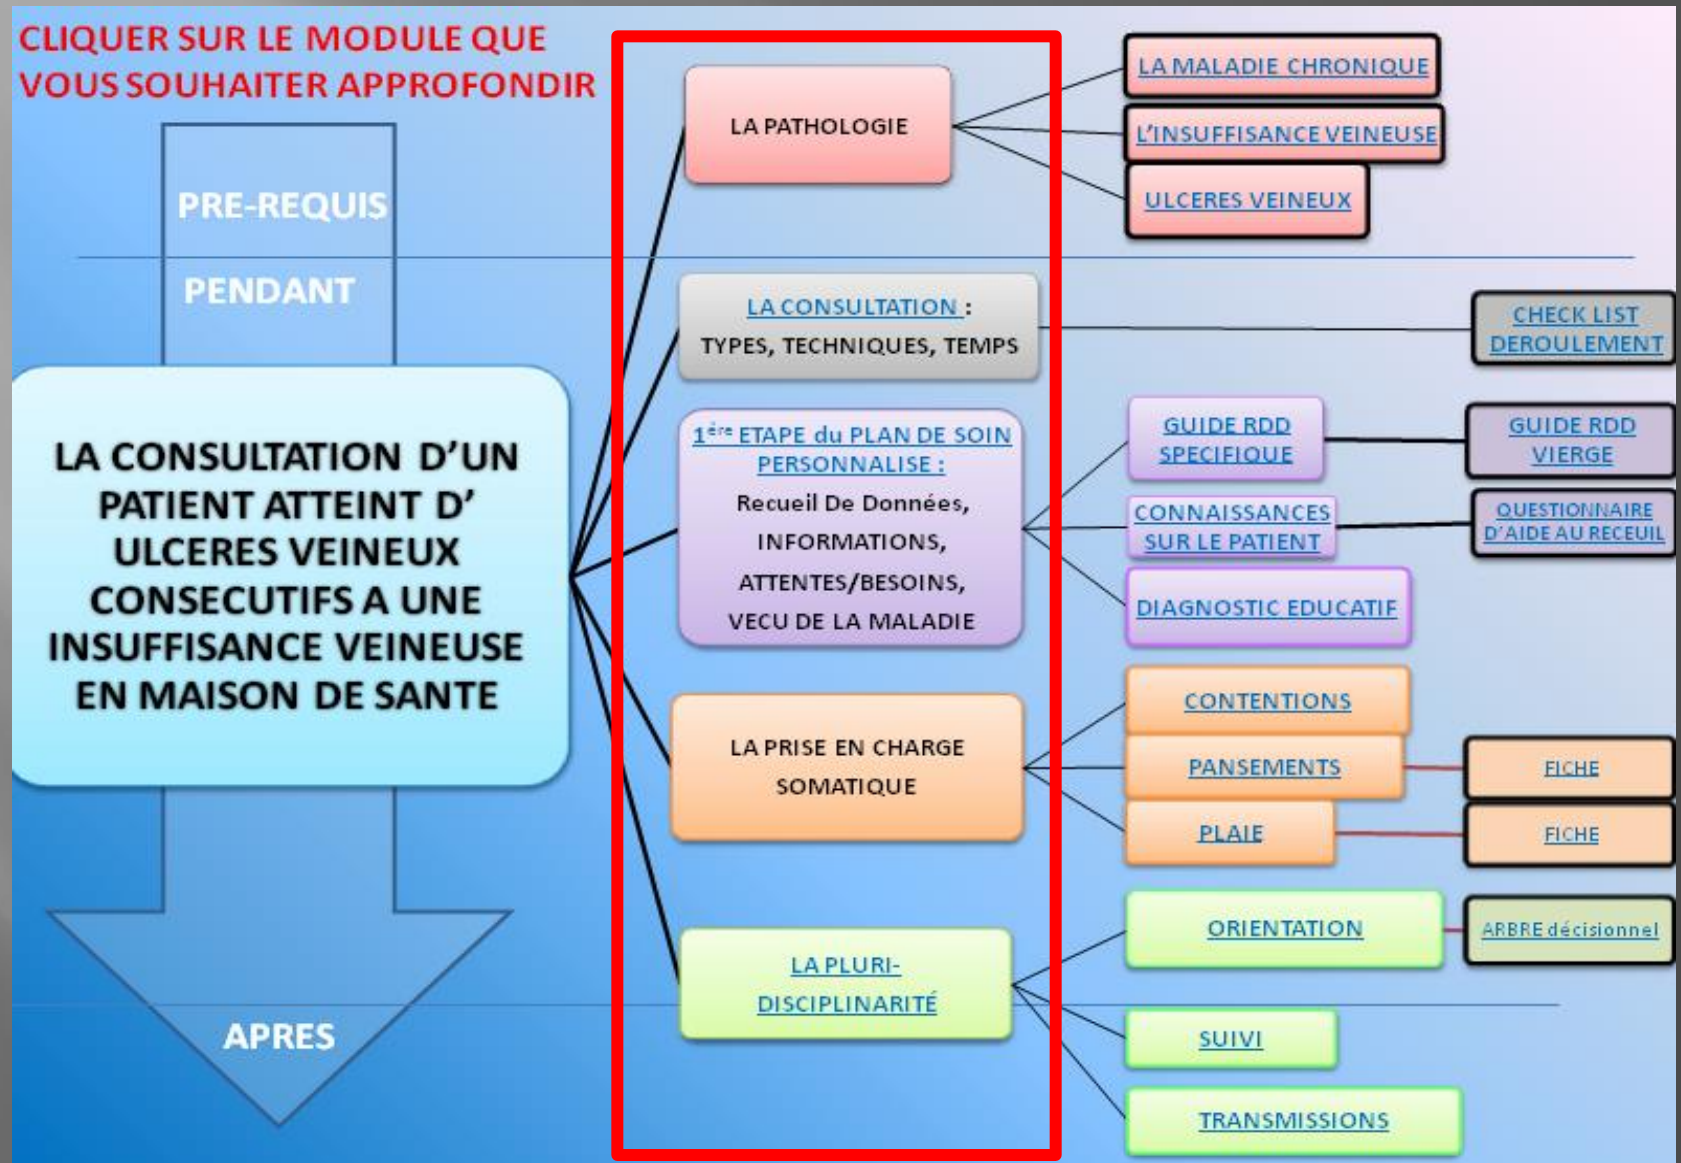 CLIQUER SUR LE MODULE QUE
VOUS SOUHAITER APPROFONDIR
PRE-REQUIS
PENDANT
LA CONSULTATION D’UN
PATIENT ATTEINT D’
ULCERES VEINEUX
CONSECUTIFS A UNE
INSUFFISANCE VEINEUSE
EN MAISON DE SANTE
APRES
LA PATHOLOGIE
LA MALADIE CHRONIQUE
L’INSUFFISANCE VEINEUSE
ULCERES VEINEUX
LA CONSULTATION :
TYPES, TECHNIQUES, TEMPS
CHECK LIST
DEROULEMENT
1ére ETAPE du PLAN DE SOIN
PERSONNALISE :
Recueil De Données,
INFORMATIONS,
ATTENTES/BESOINS,
VECU DE LA MALADIE
GUIDE RDD
SPECIFIQUE
GUIDE RDD
VIERGE
CONNAISSANCES
SUR LE PATIENT
QUESTIONNAIRE
D’AIDE AU RECEUIL
DIAGNOSTIC EDUCATIF
LA PRISE EN CHARGE
SOMATIQUE
CONTENTIONS
PANSEMENTS
FICHE
PLAIE
FICHE
LA PLURI-
DISCIPLINARITÉ
ORIENTATION
ARBRE décisionnel
SUIVI
TRANSMISSIONS